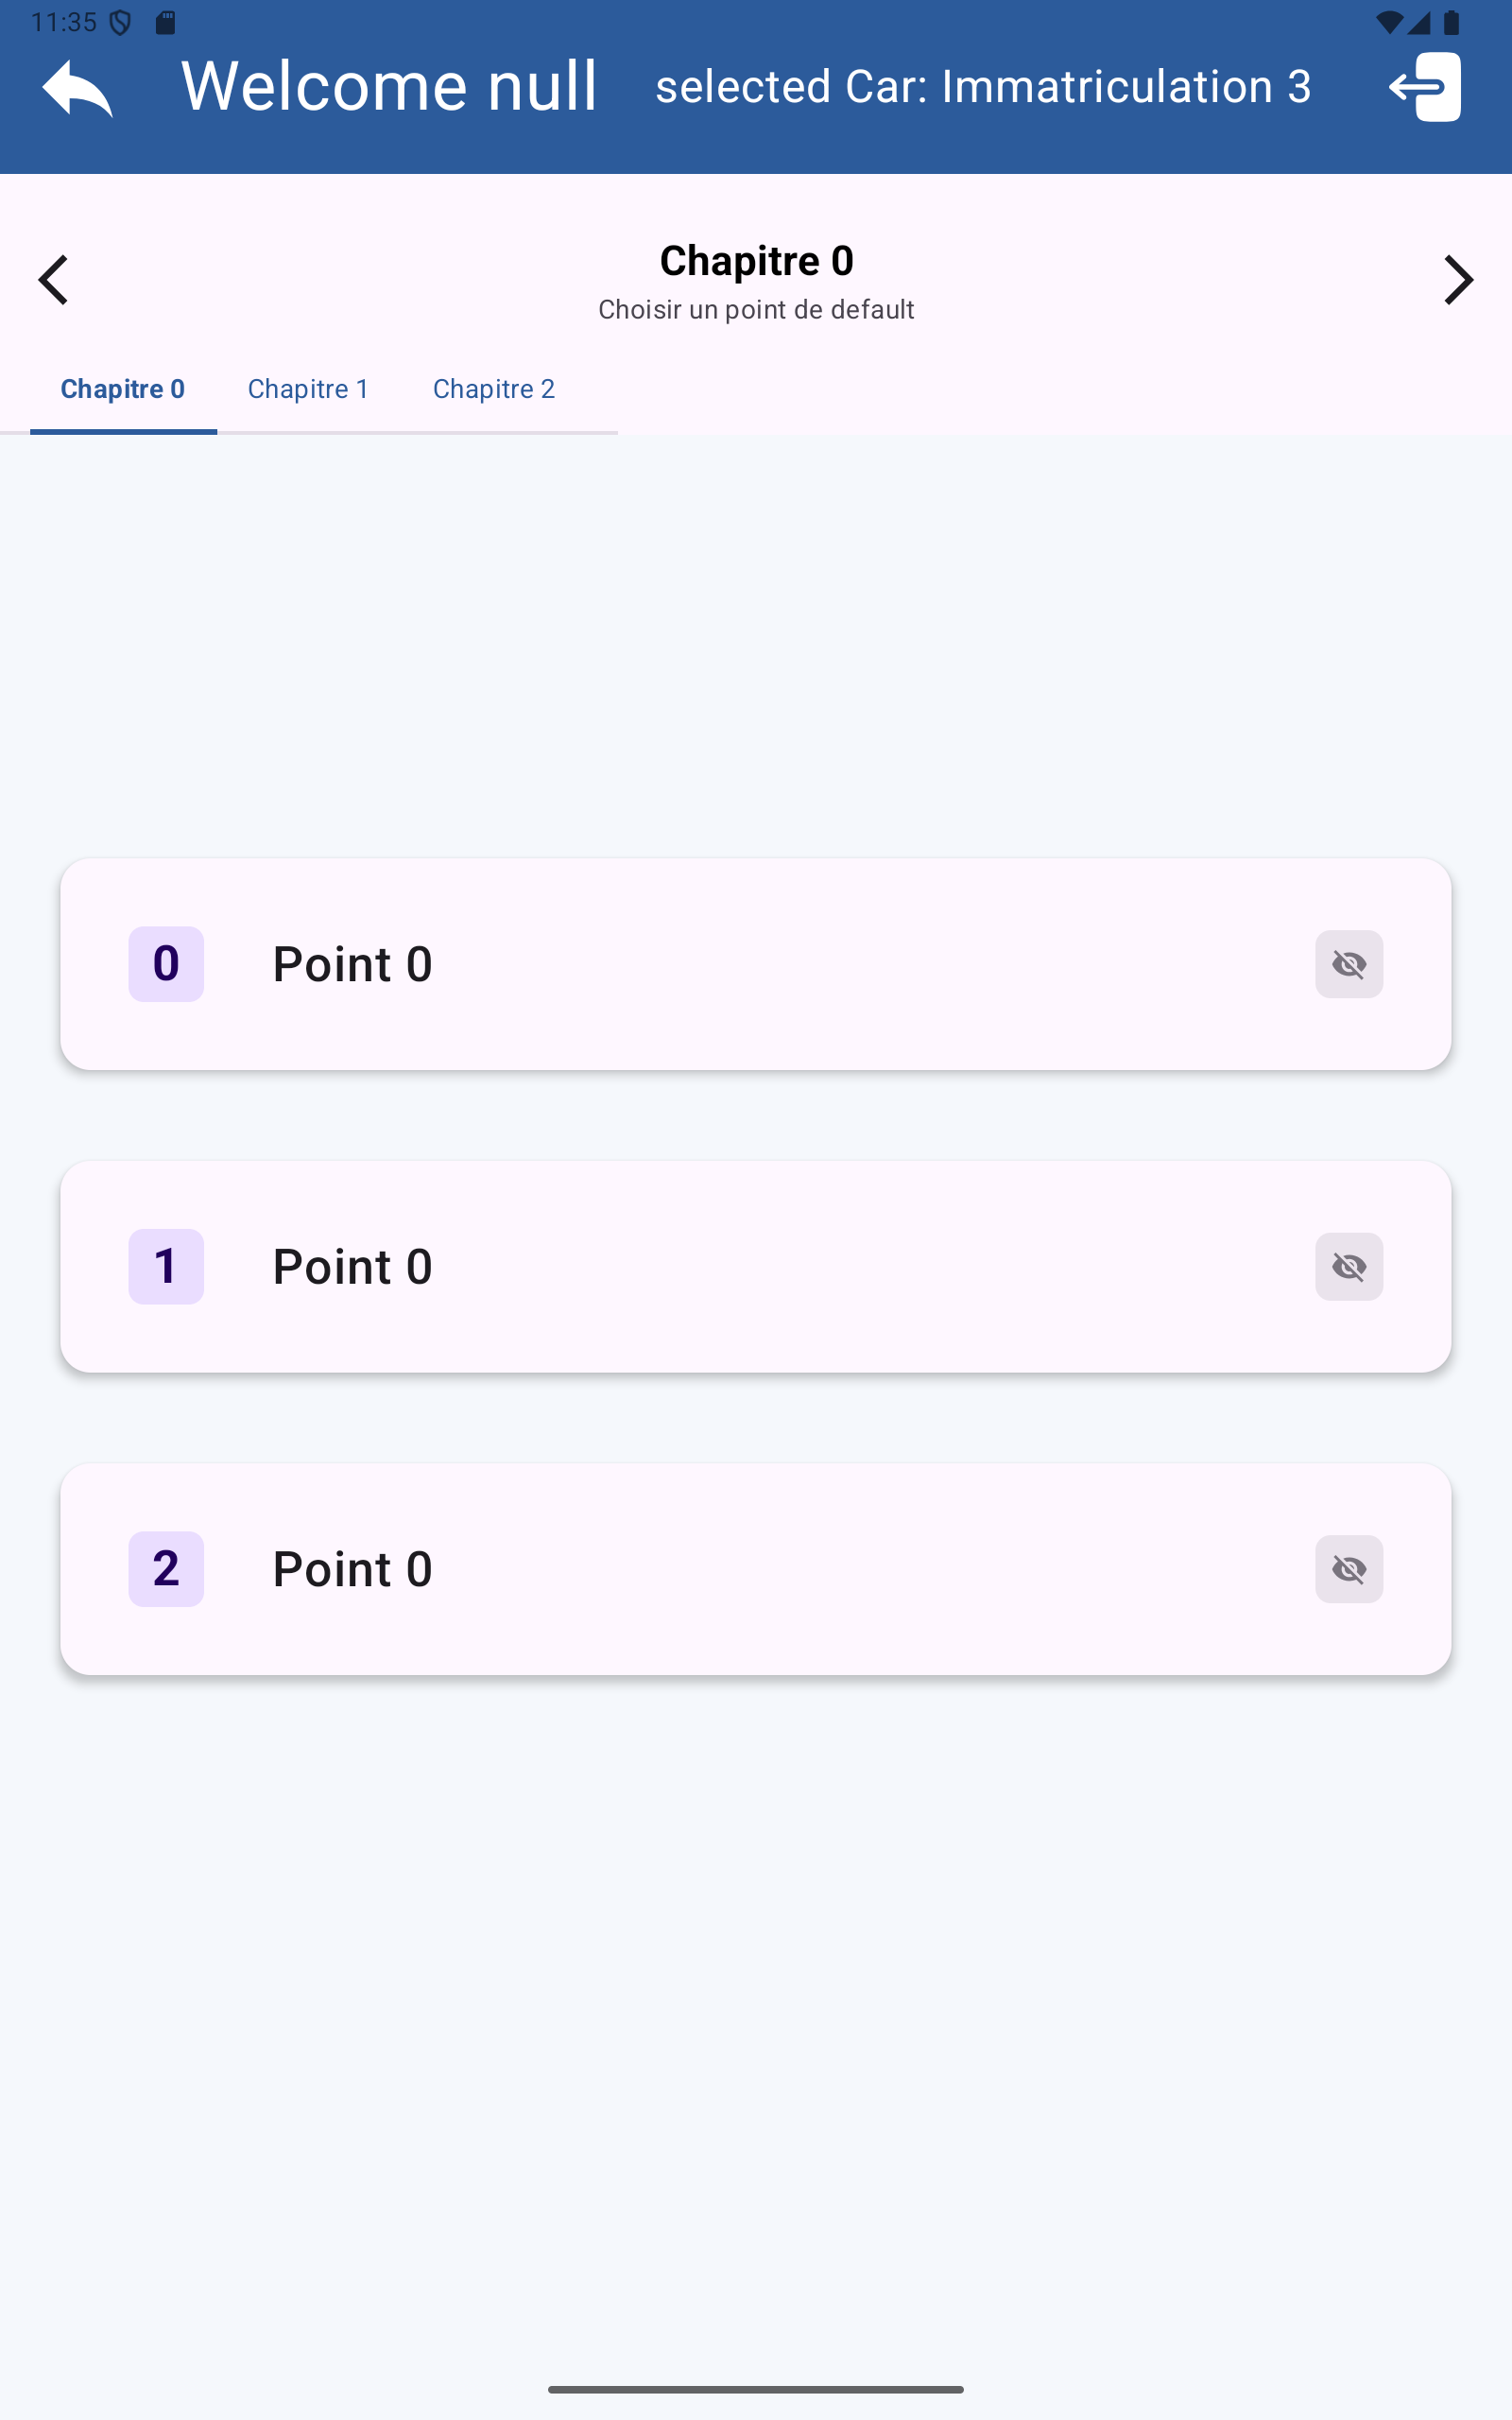 11:35
Welcome null selected Car: Immatriculation 3
Chapitre 0
Choisir un point de default
Chapitre 0 Chapitre 1 Chapitre 2
0 Point 0
1 Point 0
2 Point 0